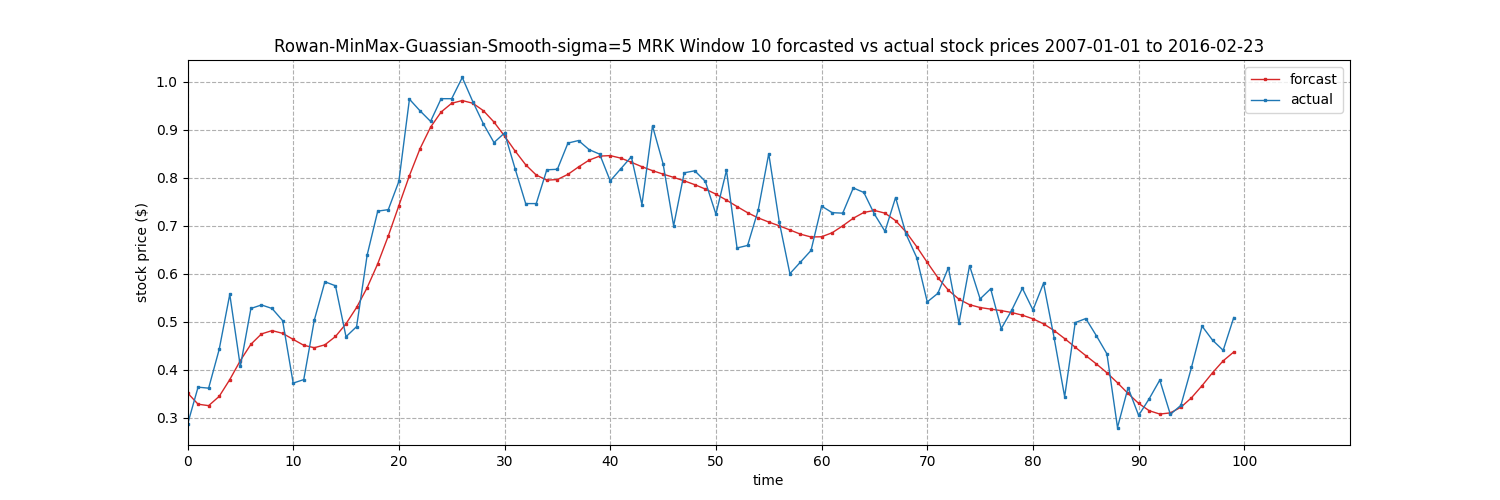 Rowan-MinMax-Guassian-Smooth-sigma=5 MRK Window 10 forcasted vs actual stock prices 2007-01-01 to 2016-02-23
forcast
actual
stock price ($)
1.0
0.9
0.8
0.7
0.6
0.5
0.4
0.3
0 10 20 30 40 50 60 70 80 90 100
time